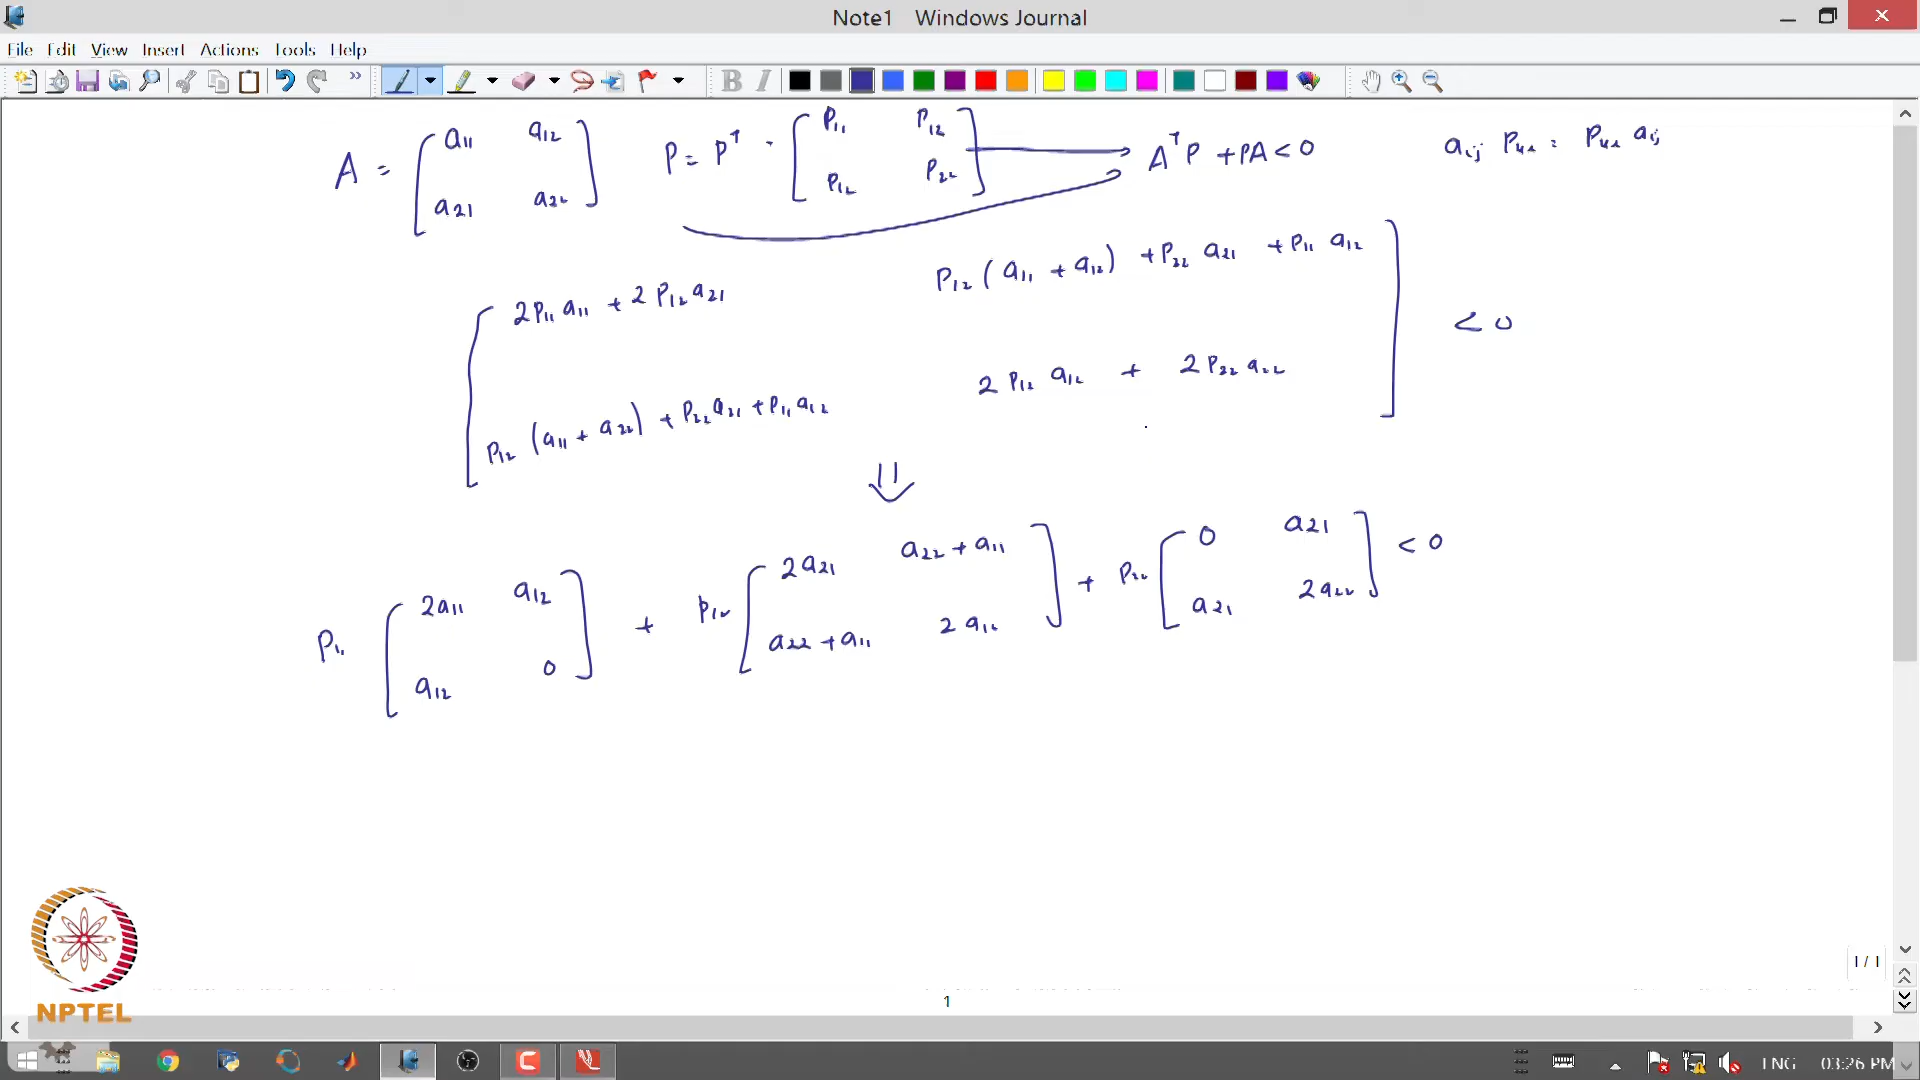 Note1 Windows Journal
File Edit View Insert Actions Tools Help
A = [ a11 a12 ; a21 a22 ] P = P^T = [ P11 P12 ; P12 P22 ] A^T P + PA < 0 aij Pkl = Pkl aij
[ 2P11 a11 + 2P12 a21 P12 (a11 + a12) + P22 a21 + P11 a12 ;
P12 (a11 + a22) + P22 a21 + P11 a12 2 P12 a12 + 2 P22 a22 ] < 0
⇓
P11 [ 2a11 a12 ; a12 0 ] + P12 [ 2a21 a22 + a11 ; a22 + a11 2 a12 ] + P22 [ 0 a21 ; a21 2a22 ] < 0
1 / 1
1
NPTEL
ENG 03:26 PM